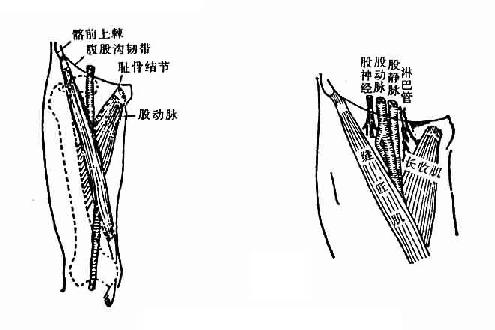 髂前上棘
腹股沟韧带
耻骨结节
股动脉
股神经
股动脉
股静脉
淋巴管
缝匠肌
长收肌